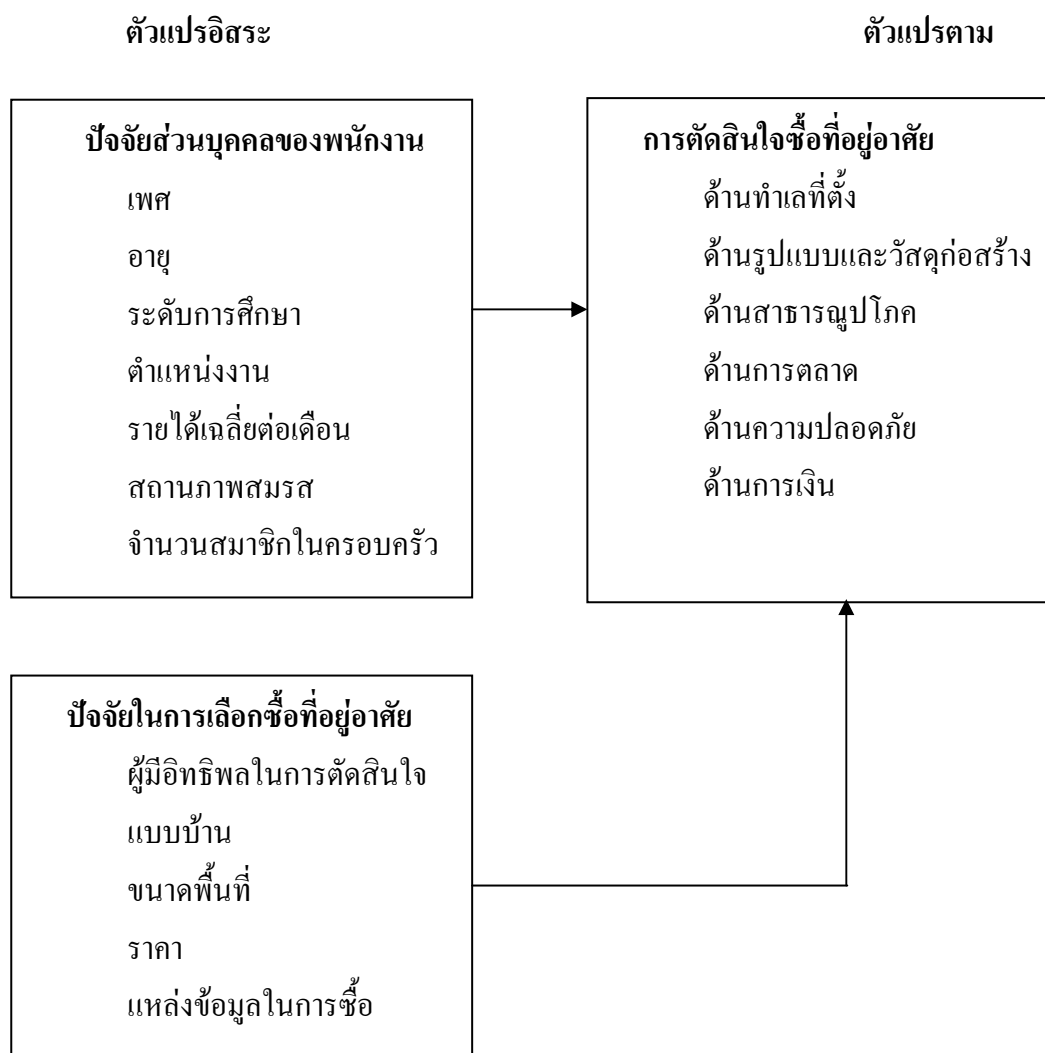 ตัวแปรอิสระ
ตัวแปรตาม
ปัจจัยส่วนบุคคลของพนักงาน
เพศ
อายุ
ระดับการศึกษา
ตำแหน่งงาน
รายได้เฉลี่ยต่อเดือน
สถานภาพสมรส
จำนวนสมาชิกในครอบครัว
การตัดสินใจซื้อที่อยู่อาศัย
ด้านทำเลที่ตั้ง
ด้านรูปแบบและวัสดุก่อสร้าง
ด้านสาธารณูปโภค
ด้านการตลาด
ด้านความปลอดภัย
ด้านการเงิน
ปัจจัยในการเลือกซื้อที่อยู่อาศัย
ผู้มีอิทธิพลในการตัดสินใจ
แบบบ้าน
ขนาดพื้นที่
ราคา
แหล่งข้อมูลในการซื้อ